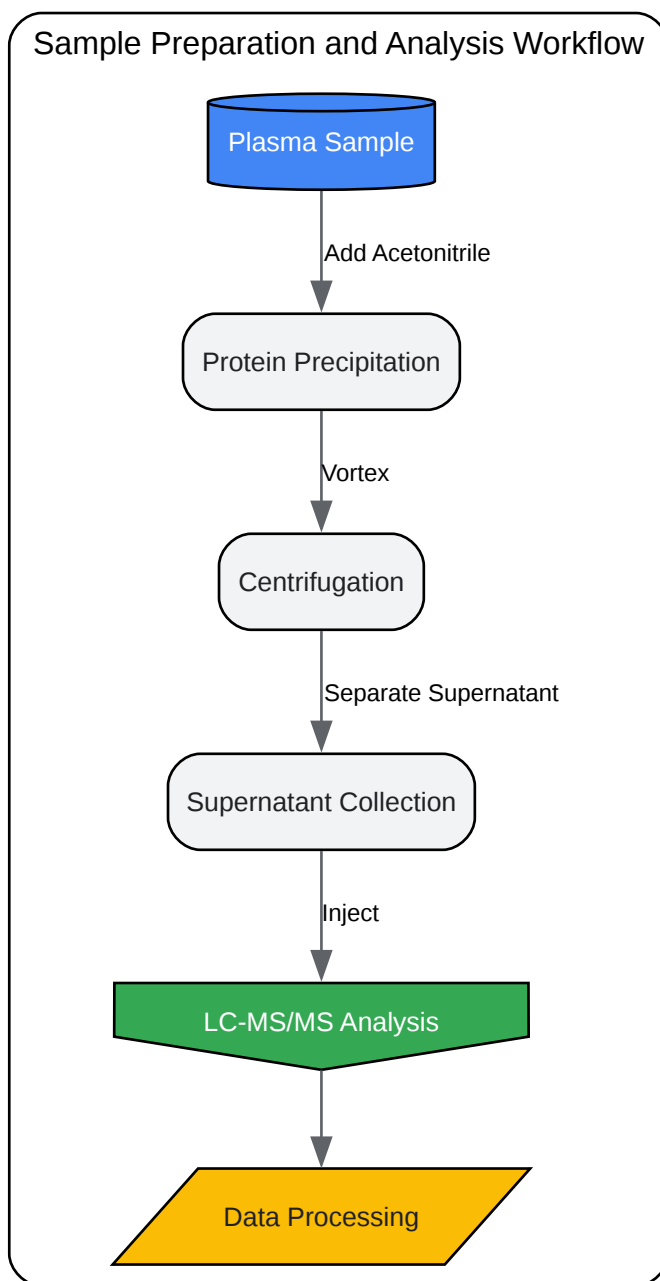 Sample Preparation and Analysis Workflow
Plasma Sample
Add Acetonitrile
Protein Precipitation
Vortex
Centrifugation
Separate Supernatant
Supernatant Collection
Inject
LC-MS/MS Analysis
Data Processing